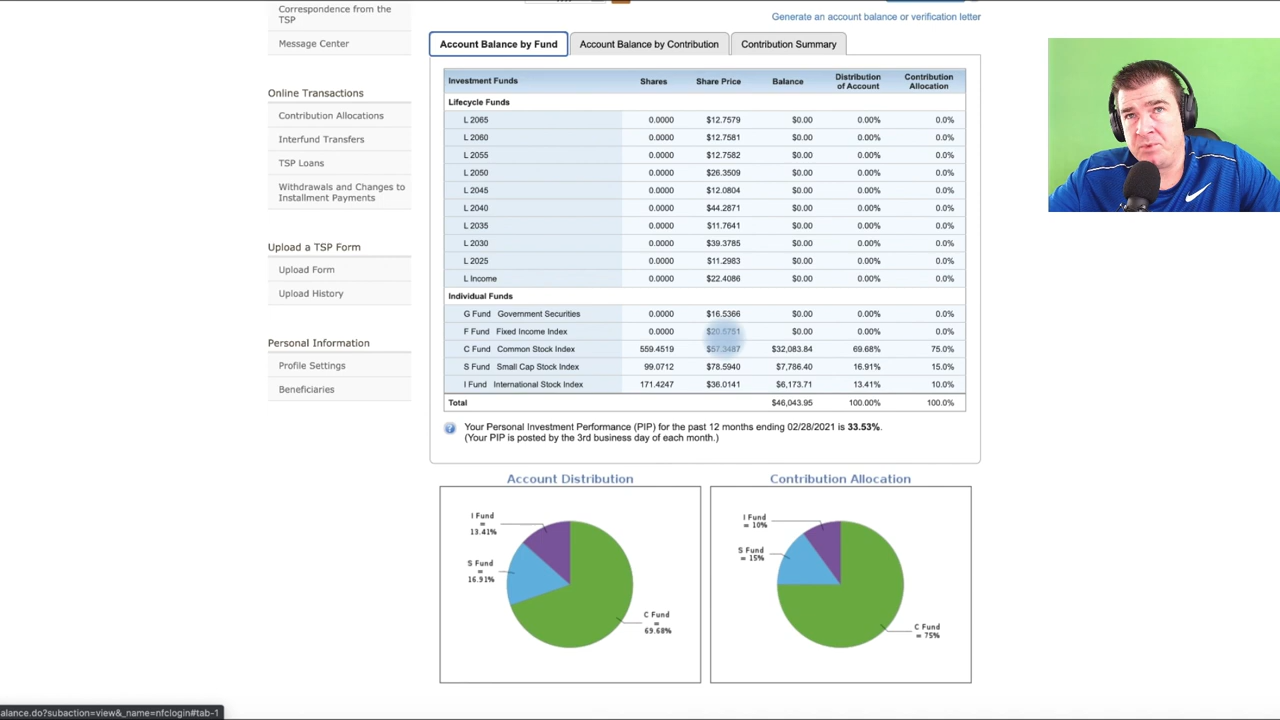 Correspondence from the
TSP
Message Center
Online Transactions
Contribution Allocations
Interfund Transfers
TSP Loans
Withdrawals and Changes to
Installment Payments
Upload a TSP Form
Upload Form
Upload History
Personal Information
Profile Settings
Beneficiaries
Generate an account balance or verification letter
Account Balance by Fund Account Balance by Contribution Contribution Summary
Investment Funds Shares Share Price Balance Distribution of Account Contribution Allocation
Lifecycle Funds
L 2065 0.0000 $12.7579 $0.00 0.00% 0.0%
L 2060 0.0000 $12.7581 $0.00 0.00% 0.0%
L 2055 0.0000 $12.7582 $0.00 0.00% 0.0%
L 2050 0.0000 $26.3509 $0.00 0.00% 0.0%
L 2045 0.0000 $12.0804 $0.00 0.00% 0.0%
L 2040 0.0000 $44.2871 $0.00 0.00% 0.0%
L 2035 0.0000 $11.7641 $0.00 0.00% 0.0%
L 2030 0.0000 $39.3785 $0.00 0.00% 0.0%
L 2025 0.0000 $11.2983 $0.00 0.00% 0.0%
L Income 0.0000 $22.4086 $0.00 0.00% 0.0%
Individual Funds
G Fund Government Securities 0.0000 $16.5366 $0.00 0.00% 0.0%
F Fund Fixed Income Index 0.0000 $20.5751 $0.00 0.00% 0.0%
C Fund Common Stock Index 559.4519 $57.3487 $32,083.84 69.68% 75.0%
S Fund Small Cap Stock Index 99.0712 $78.5940 $7,786.40 16.91% 15.0%
I Fund International Stock Index 171.4247 $36.0141 $6,173.71 13.41% 10.0%
Total $46,043.95 100.00% 100.0%
Your Personal Investment Performance (PIP) for the past 12 months ending 02/28/2021 is 33.53%.
(Your PIP is posted by the 3rd business day of each month.)
Account Distribution
I Fund
=
13.41%
S Fund
=
16.91%
C Fund
=
69.68%
Contribution Allocation
I Fund
= 10%
S Fund
= 15%
C Fund
= 75%
alance.do?subaction=view&_name=nfclogin#tab-1